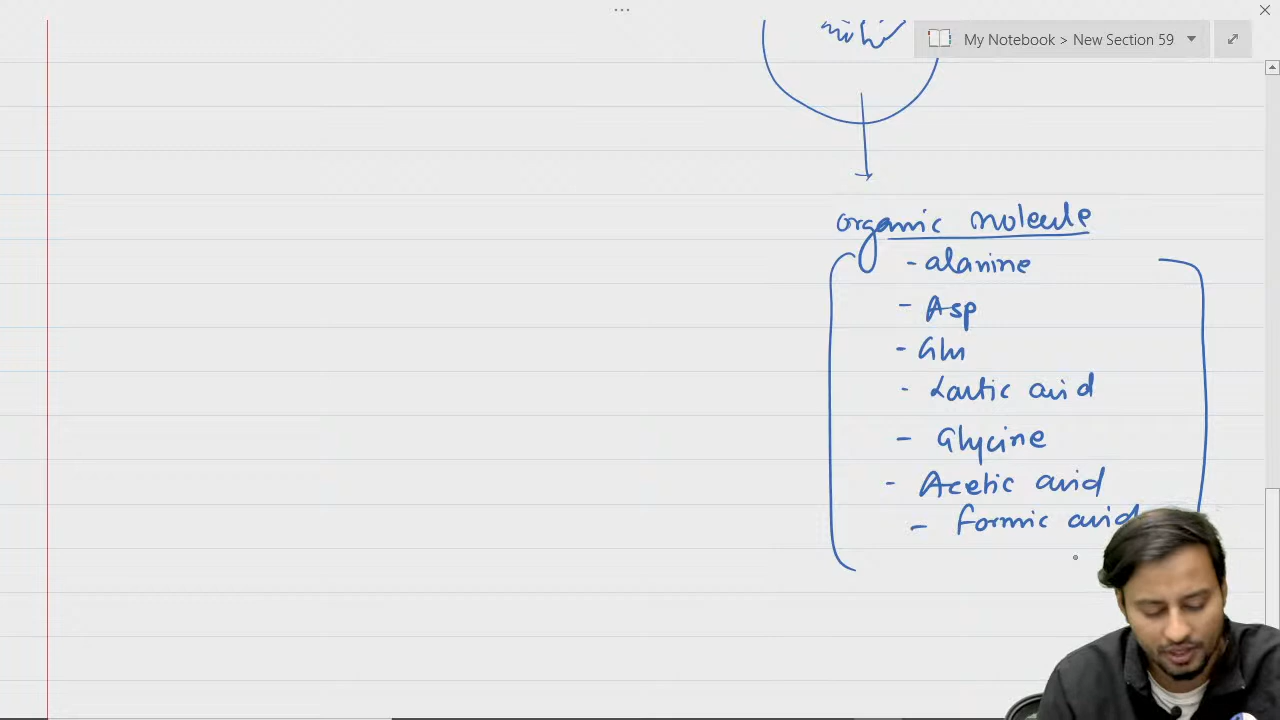 My Notebook > New Section 59
organic molecule
- alanine
- Asp
- Glu
- Lactic acid
- Glycine
- Acetic acid
- formic acid